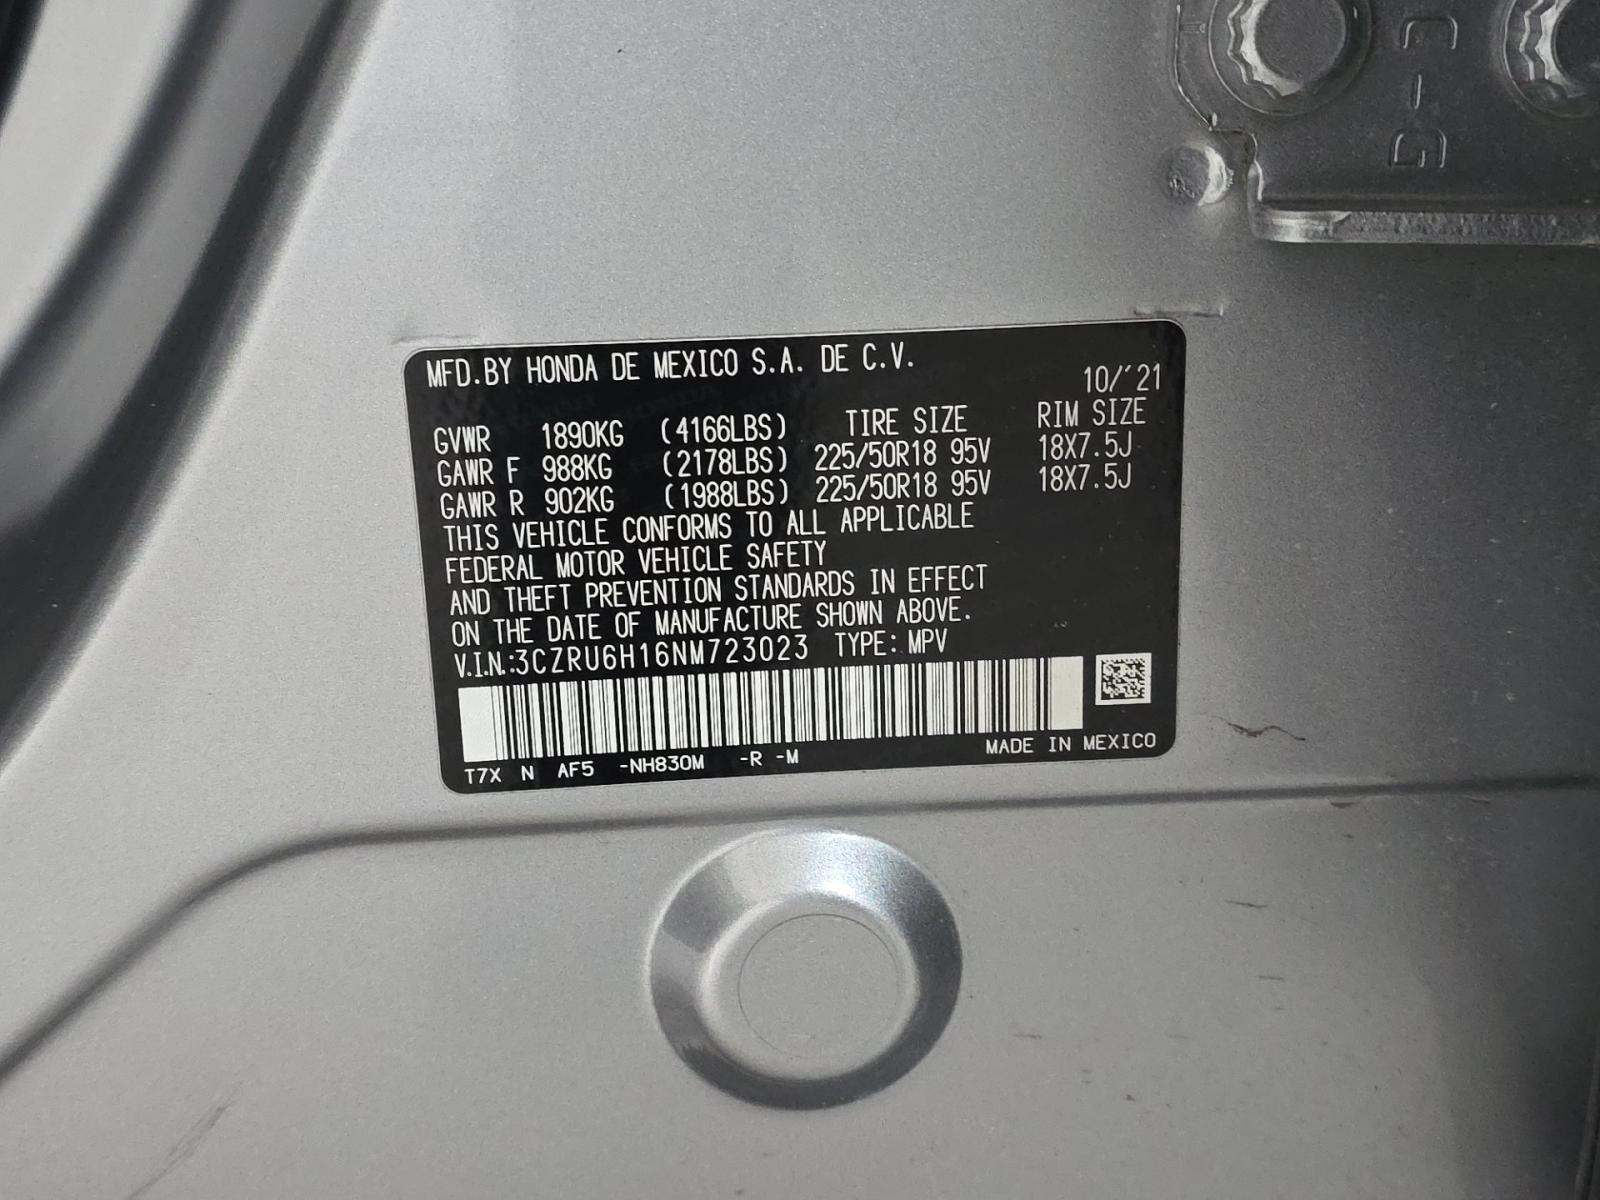 G-D
MFD.BY HONDA DE MEXICO S.A. DE C.V.
10/'21
GVWR 1890KG (4166LBS) TIRE SIZE RIM SIZE
GAWR F 988KG (2178LBS) 225/50R18 95V 18X7.5J
GAWR R 902KG (1988LBS) 225/50R18 95V 18X7.5J
THIS VEHICLE CONFORMS TO ALL APPLICABLE
FEDERAL MOTOR VEHICLE SAFETY
AND THEFT PREVENTION STANDARDS IN EFFECT
ON THE DATE OF MANUFACTURE SHOWN ABOVE.
V.I.N.:3CZRU6H16NM723023 TYPE: MPV
T7X N AF5 -NH830M -R -M MADE IN MEXICO